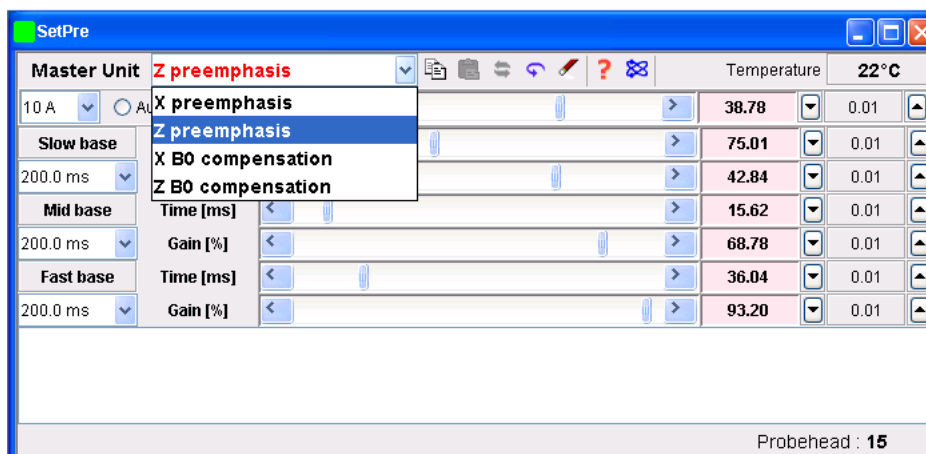 SetPre
Master Unit Z preemphasis Temperature 22°C
10 A 38.78 0.01
X preemphasis
Z preemphasis
X B0 compensation
Z B0 compensation
Slow base 75.01 0.01
200.0 ms 42.84 0.01
Mid base Time [ms] 15.62 0.01
200.0 ms Gain [%] 68.78 0.01
Fast base Time [ms] 36.04 0.01
200.0 ms Gain [%] 93.20 0.01
Probehead : 15